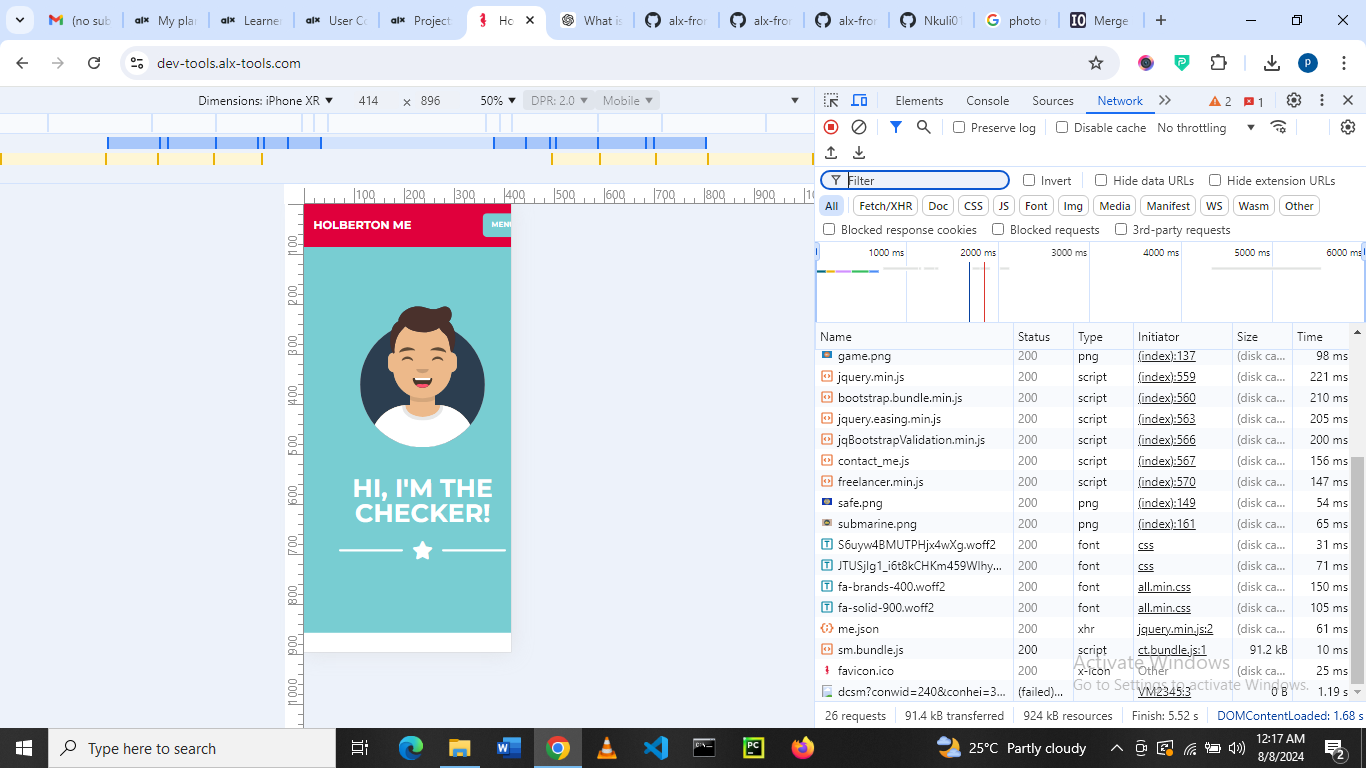 (no sub
My plan
Learne
User Co
Project
Ho
What is
alx-fron
alx-fron
alx-fron
Nkuli01
photo r
Merge
dev-tools.alx-tools.com
p
Dimensions: iPhone XR
414 × 896
50%
DPR: 2.0
Mobile
Elements
Console
Sources
Network
2
1
Preserve log
Disable cache
No throttling
Filter
Invert
Hide data URLs
Hide extension URLs
All
Fetch/XHR
Doc
CSS
JS
Font
Img
Media
Manifest
WS
Wasm
Other
Blocked response cookies
Blocked requests
3rd-party requests
1000 ms 2000 ms 3000 ms 4000 ms 5000 ms 6000 ms
100 200 300 400 500 600 700 800 900
100
200
300
400
500
600
700
800
900
1000
HOLBERTON ME
MENU
HI, I'M THE
CHECKER!
Name Status Type Initiator Size Time
game.png 200 png (index):137 (disk ca... 98 ms
jquery.min.js 200 script (index):559 (disk ca... 221 ms
bootstrap.bundle.min.js 200 script (index):560 (disk ca... 210 ms
jquery.easing.min.js 200 script (index):563 (disk ca... 205 ms
jqBootstrapValidation.min.js 200 script (index):566 (disk ca... 200 ms
contact_me.js 200 script (index):567 (disk ca... 156 ms
freelancer.min.js 200 script (index):570 (disk ca... 147 ms
safe.png 200 png (index):149 (disk ca... 54 ms
submarine.png 200 png (index):161 (disk ca... 65 ms
S6uyw4BMUTPHjx4wXg.woff2 200 font css (disk ca... 31 ms
JTUSjIg1_i6t8kCHKm459Wlhy... 200 font css (disk ca... 71 ms
fa-brands-400.woff2 200 font all.min.css (disk ca... 150 ms
fa-solid-900.woff2 200 font all.min.css (disk ca... 105 ms
me.json 200 xhr jquery.min.js:2 (disk ca... 61 ms
sm.bundle.js 200 script ct.bundle.js:1 91.2 kB 10 ms
favicon.ico 200 x-icon Other (disk ca... 25 ms
dcsm?conwid=240&conhei=3... (failed)... VM2345:3 0 B 1.19 s
Activate Windows
Go to Settings to activate Windows.
26 requests
91.4 kB transferred
924 kB resources
Finish: 5.52 s
DOMContentLoaded: 1.68 s
Type here to search
25°C Partly cloudy
12:17 AM
8/8/2024
2